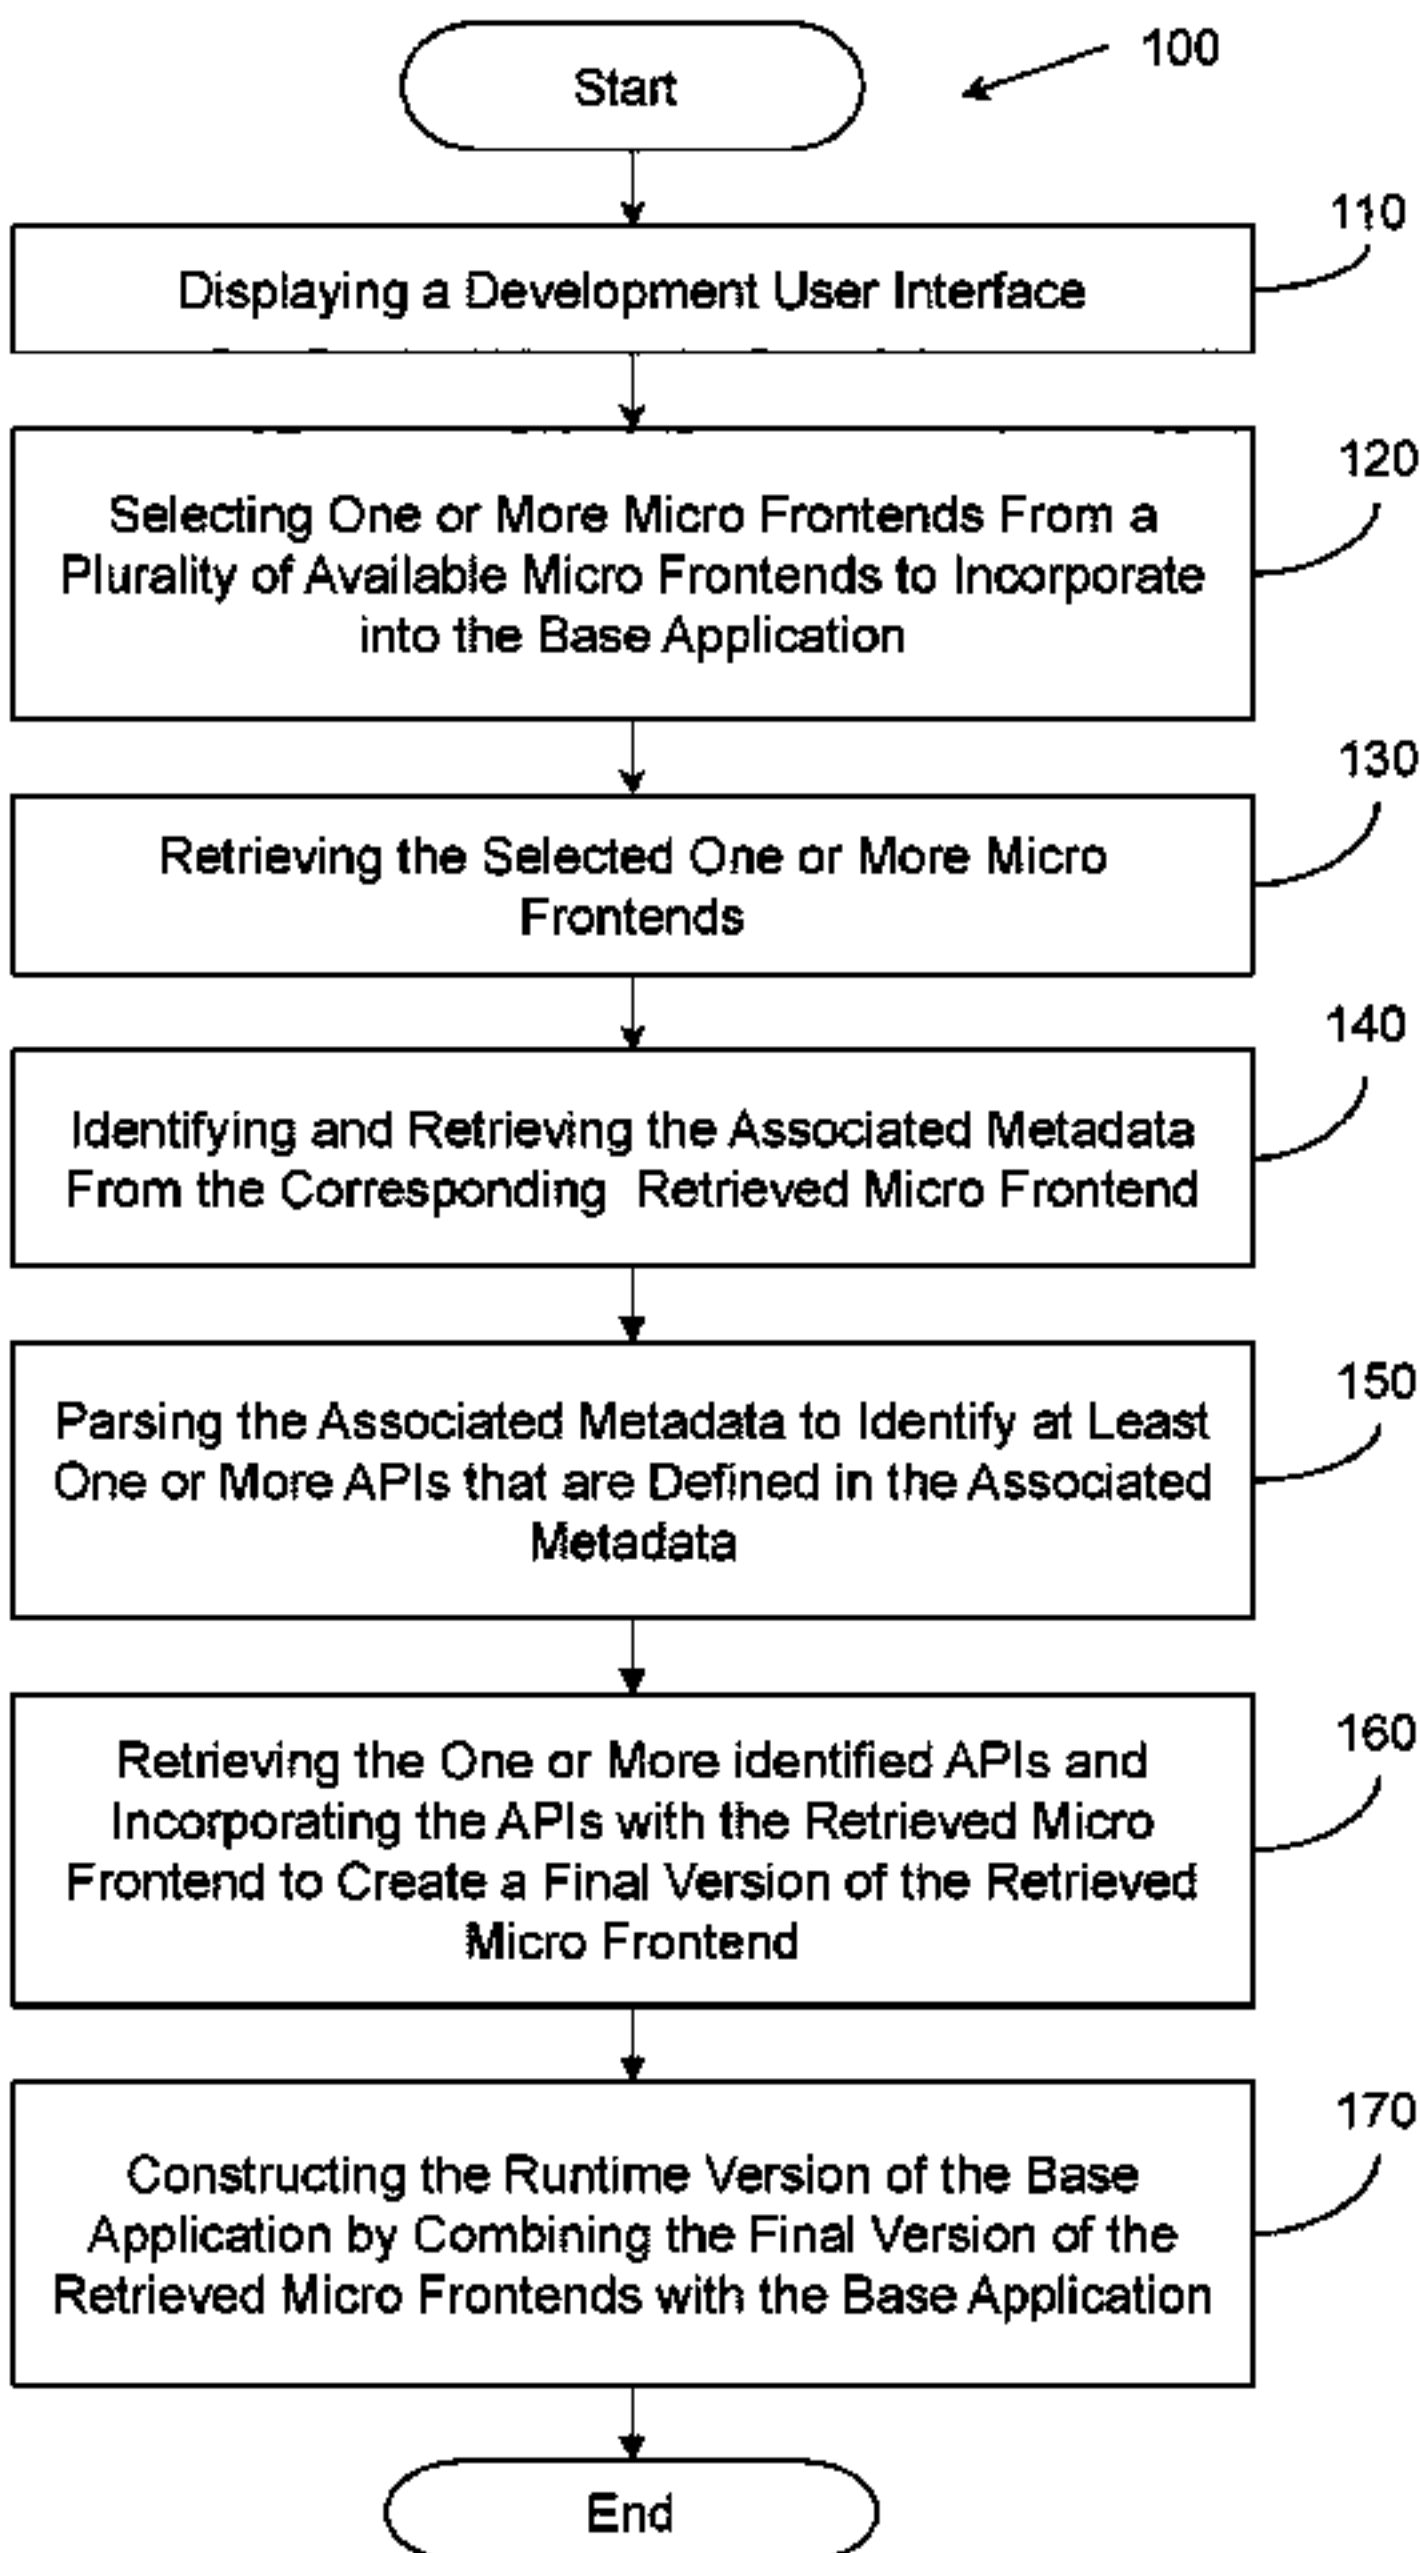 Start
100
110
Displaying a Development User Interface
120
Selecting One or More Micro Frontends From a
Plurality of Available Micro Frontends to Incorporate
into the Base Application
130
Retrieving the Selected One or More Micro
Frontends
140
Identifying and Retrieving the Associated Metadata
From the Corresponding Retrieved Micro Frontend
150
Parsing the Associated Metadata to Identify at Least
One or More APIs that are Defined in the Associated
Metadata
160
Retrieving the One or More identified APIs and
Incorporating the APIs with the Retrieved Micro
Frontend to Create a Final Version of the Retrieved
Micro Frontend
170
Constructing the Runtime Version of the Base
Application by Combining the Final Version of the
Retrieved Micro Frontends with the Base Application
End